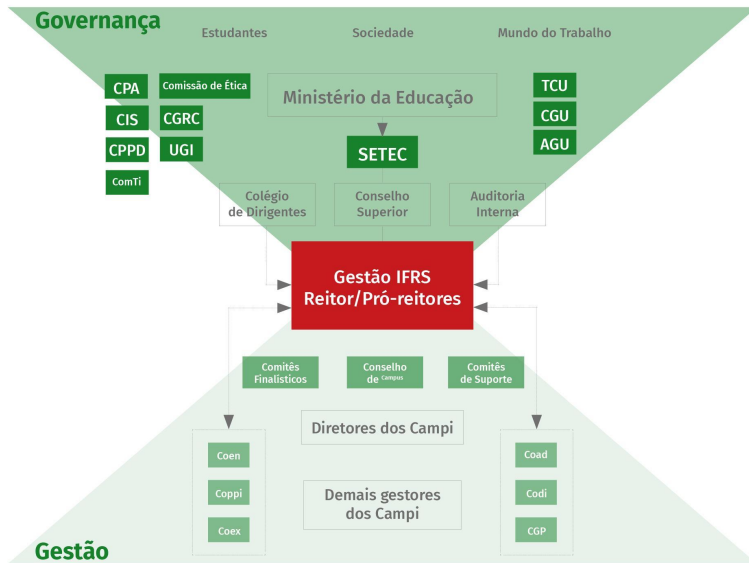 Governança
Estudantes
Sociedade
Mundo do Trabalho
CPA
Comissão de Ética
CIS
CGRC
CPPD
UGI
ComTi
Ministério da Educação
SETEC
TCU
CGU
AGU
Colégio
de Dirigentes
Conselho
Superior
Auditoria
Interna
Gestão IFRS
Reitor/Pró-reitores
Comitês
Finalísticos
Conselho
de Campus
Comitês
de Suporte
Diretores dos Campi
Coen
Coppi
Coex
Demais gestores
dos Campi
Coad
Codi
CGP
Gestão